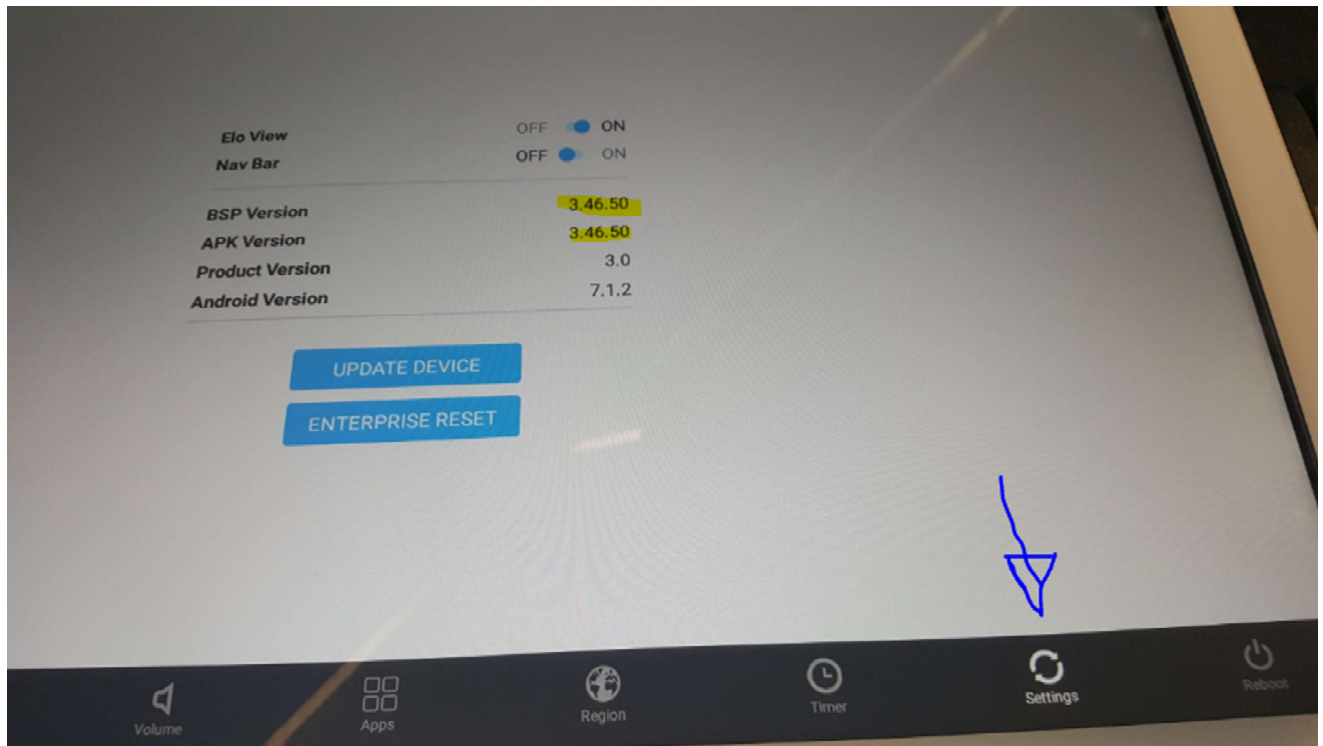 Elo View OFF ON
Nav Bar OFF ON
BSP Version 3.46.50
APK Version 3.46.50
Product Version 3.0
Android Version 7.1.2
UPDATE DEVICE
ENTERPRISE RESET
Volume Apps Region Timer Settings Reboot